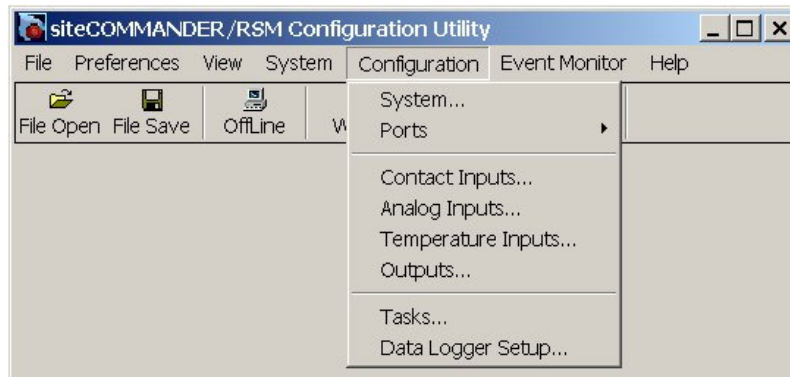 siteCOMMANDER/RSM Configuration Utility
File Preferences View System Configuration Event Monitor Help
File Open File Save OffLine
System...
Ports
Contact Inputs...
Analog Inputs...
Temperature Inputs...
Outputs...
Tasks...
Data Logger Setup...